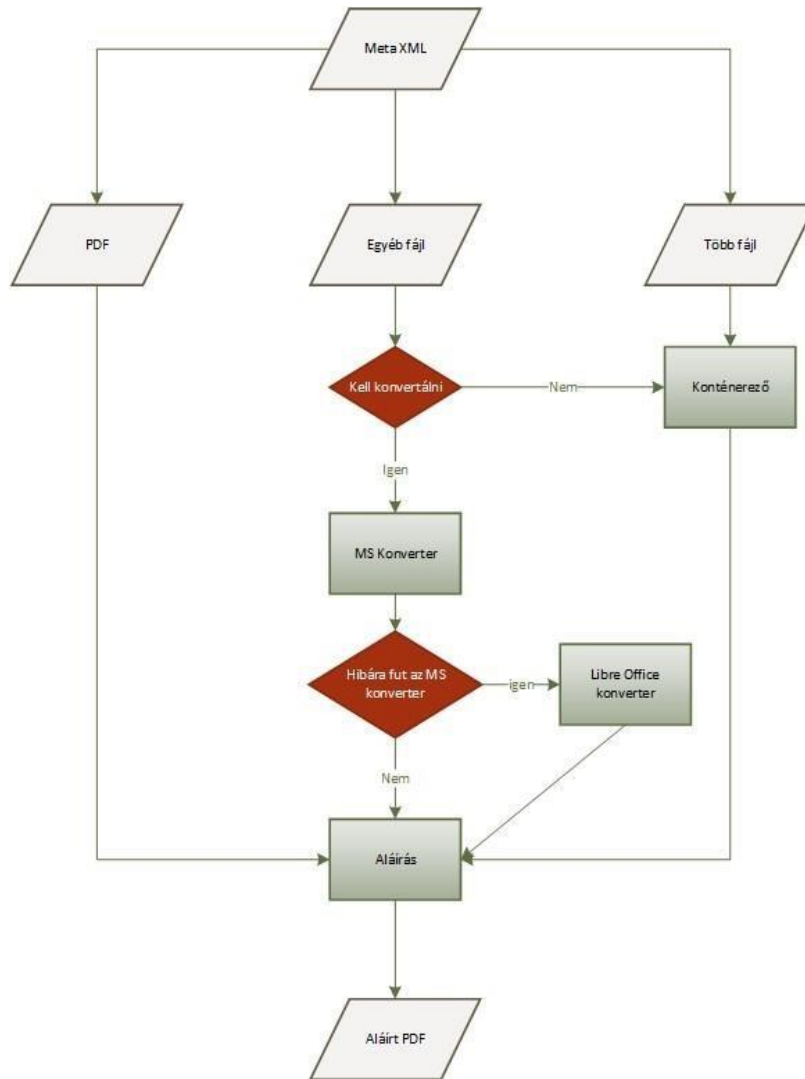 Meta XML
PDF
Egyéb fájl
Több fájl
Kell konvertálni
Nem
Konténerező
Igen
MS Konverter
Hibára fut az MS
konverter
igen
Libre Office
konverter
Nem
Aláírás
Aláírt PDF